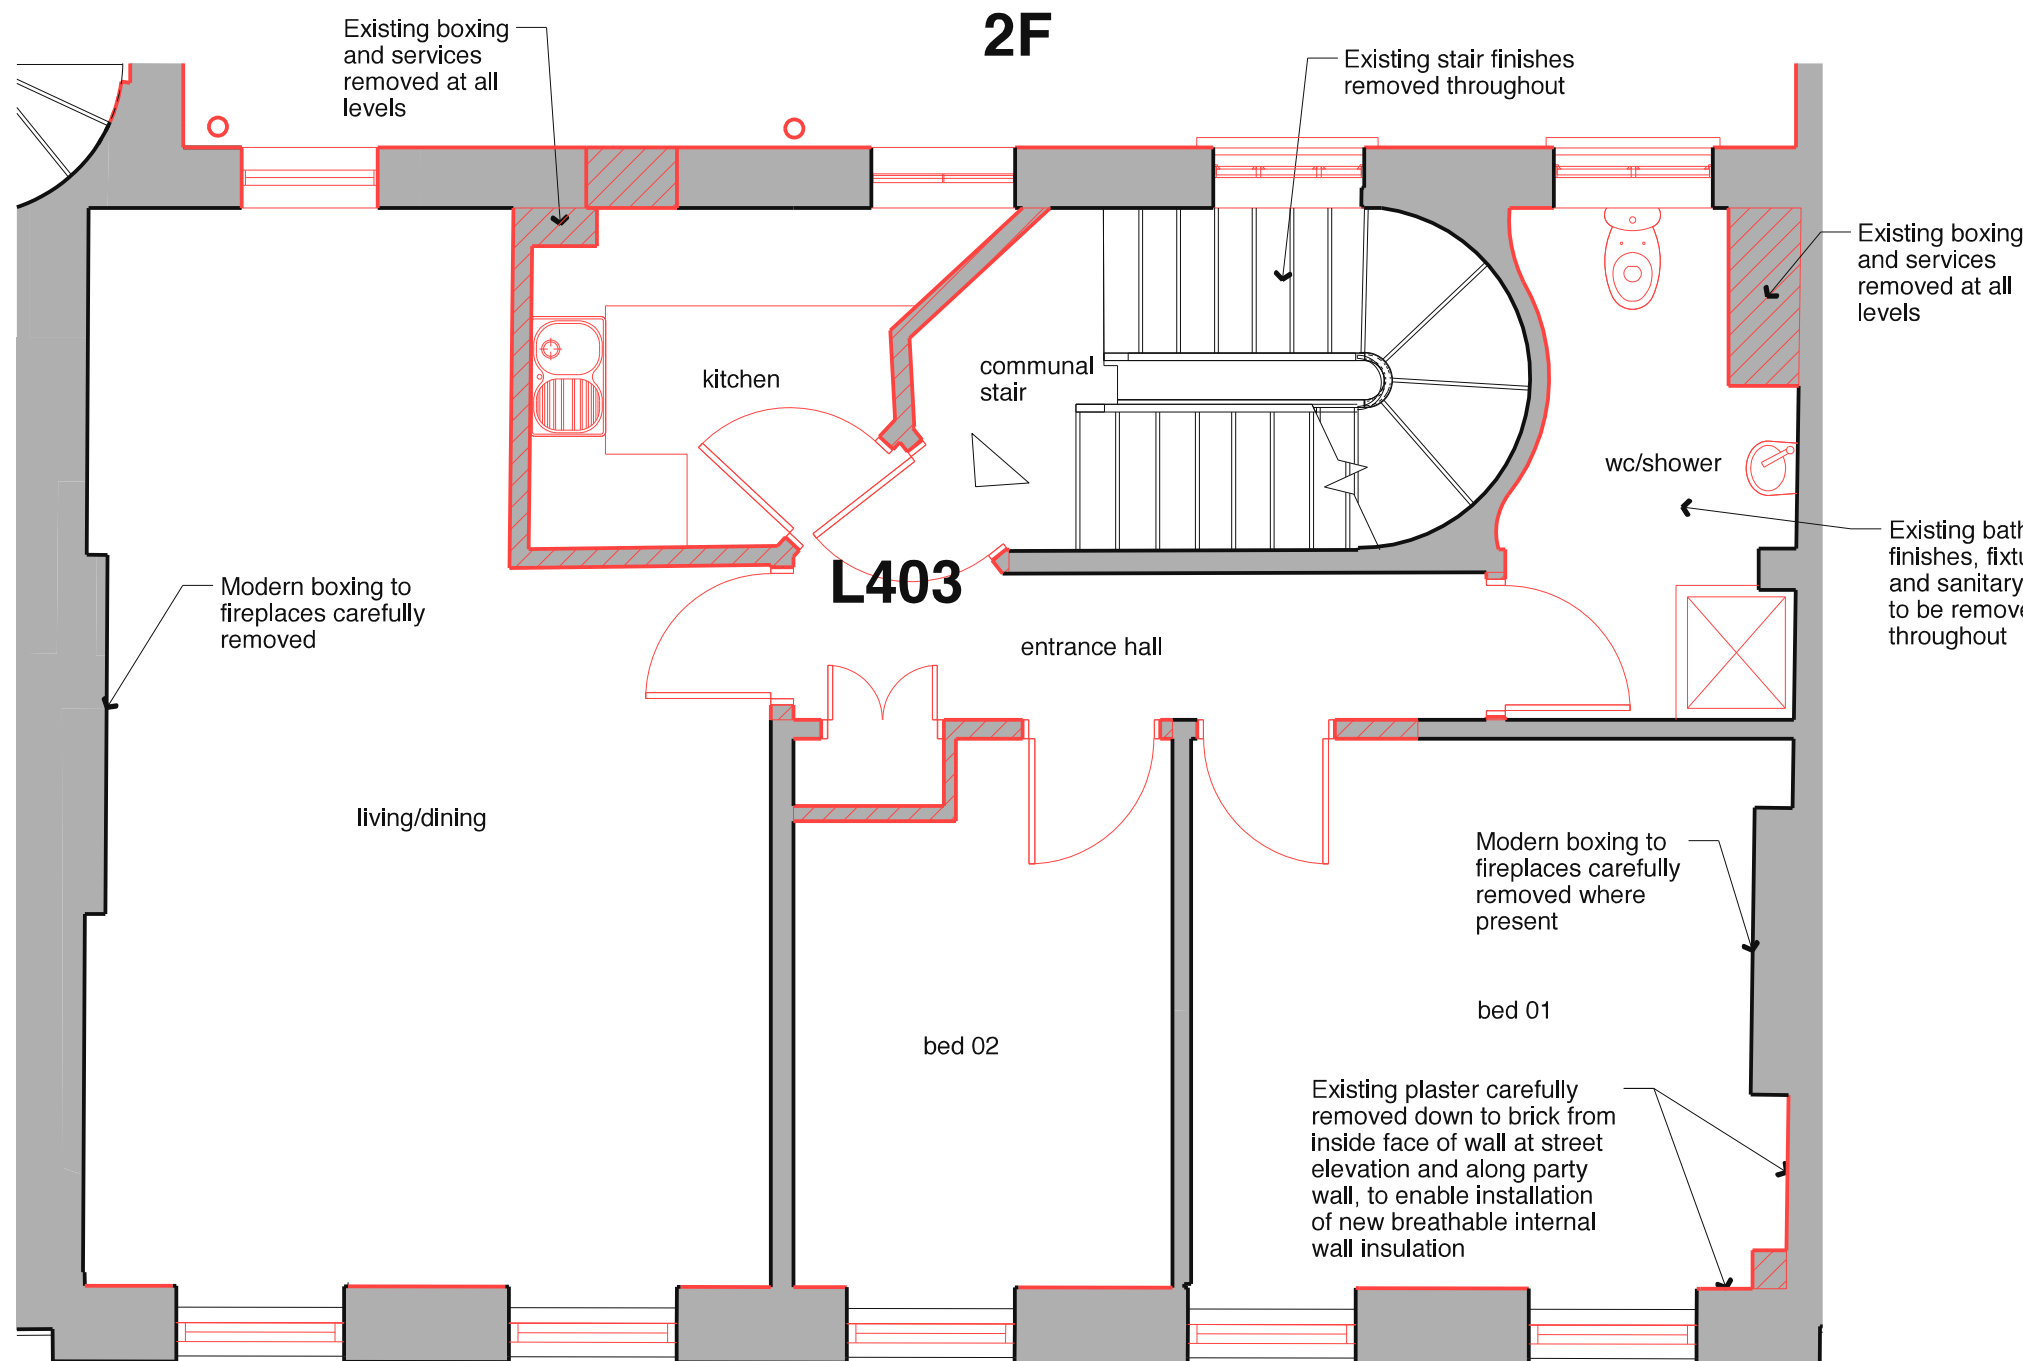 2F
Existing boxing
and services
removed at all
levels
Existing stair finishes
removed throughout
Existing boxing
and services
removed at all
levels
kitchen
communal
stair
wc/shower
Existing
finishes,
and sanitary
to be
throughout
Modern boxing to
fireplaces carefully
removed
L403
entrance hall
living/dining
Modern boxing to
fireplaces carefully
removed where
present
bed 01
bed 02
Existing plaster carefully
removed down to brick from
inside face of wall at street
elevation and along party
wall, to enable installation
of new breathable internal
wall insulation